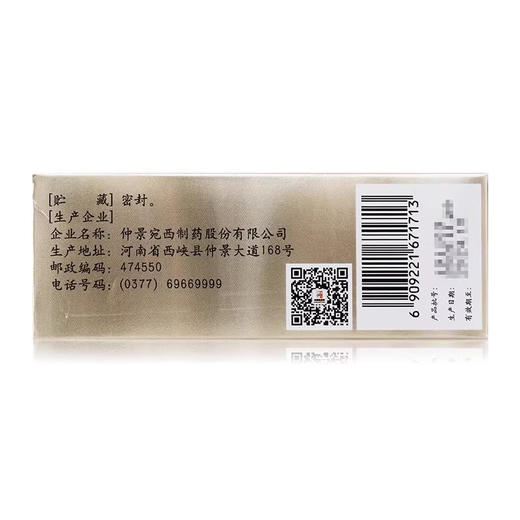 [贮　　藏]密封。
[生产企业]
企业名称：仲景宛西制药股份有限公司
生产地址：河南省西峡县仲景大道168号
邮政编码：474550
电话号码：(0377) 69669999
6 909221 671713
产品批号：
生产日期：
有效期至：